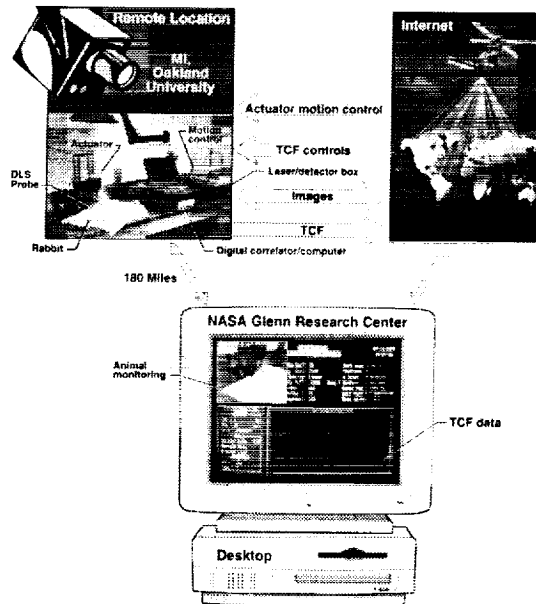 Remote Location
MI.
Oakland
University
Internet
Actuator motion control
Actuator
Motion
control
TCF controls
DLS
Probe
Laser/detector box
Images
TCF
Rabbit
Digital correlator/computer
180 Miles
NASA Glenn Research Center
Animal
monitoring
TCF data
Desktop